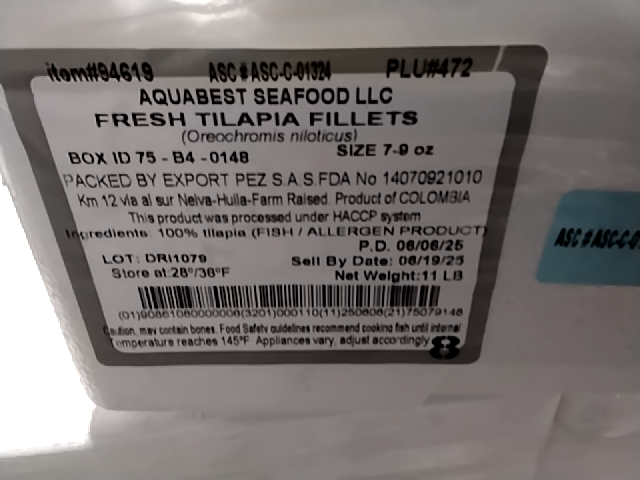 item#94619 ASC # ASC-C-01324 PLU#472
AQUABEST SEAFOOD LLC
FRESH TILAPIA FILLETS
(Oreochromis niloticus)
BOX ID 75 - B4 - 0148 SIZE 7-9 oz
PACKED BY EXPORT PEZ S.A.S.FDA No 14070921010
Km 12 via al sur Neiva-Huila-Farm Raised. Product of COLOMBIA
This product was processed under HACCP system
Ingredients: 100% tilapia (FISH / ALLERGEN PRODUCT)
P.D. 06/06/25
LOT: DRI1079 Sell By Date: 06/19/25
Store at:28°/38°F Net Weight:11 LB
(3201)000110(11)250606(21)75079148
Caution, may contain bones. Food Safety guidelines recommend cooking fish until internal
Temperature reaches 145°F. Appliances vary, adjust accordingly
8
ASC # ASC-C-0